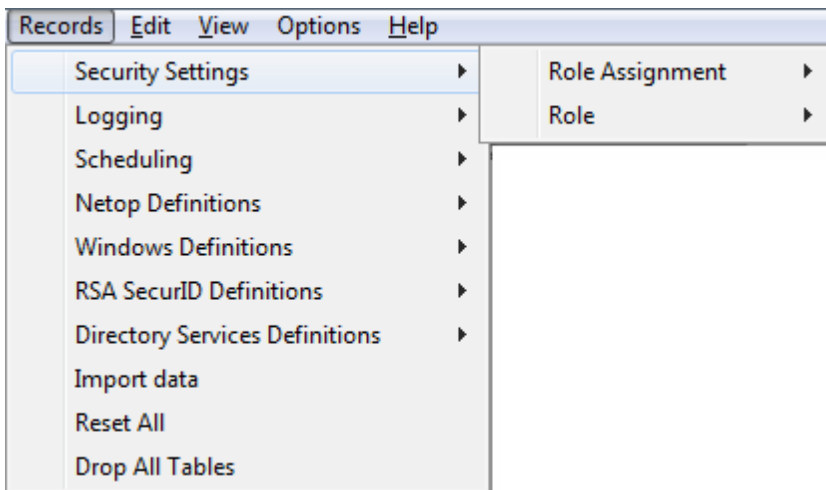 Records Edit View Options Help
Security Settings
Logging
Scheduling
Netop Definitions
Windows Definitions
RSA SecurID Definitions
Directory Services Definitions
Import data
Reset All
Drop All Tables
Role Assignment
Role